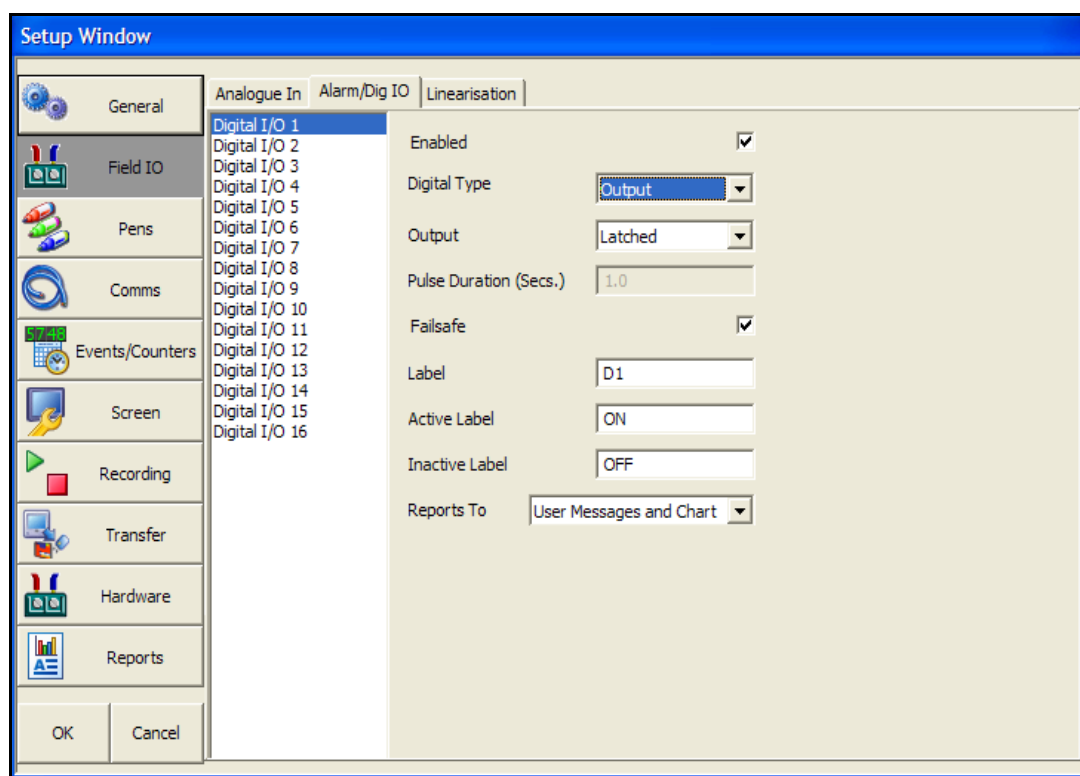 Setup Window
General
Field IO
Pens
Comms
5748
Events/Counters
Screen
Recording
Transfer
Hardware
Reports
OK
Cancel
Analogue In
Alarm/Dig IO
Linearisation
Digital I/O 1
Digital I/O 2
Digital I/O 3
Digital I/O 4
Digital I/O 5
Digital I/O 6
Digital I/O 7
Digital I/O 8
Digital I/O 9
Digital I/O 10
Digital I/O 11
Digital I/O 12
Digital I/O 13
Digital I/O 14
Digital I/O 15
Digital I/O 16
Enabled
Digital Type Output
Output Latched
Pulse Duration (Secs.) 1.0
Failsafe
Label D1
Active Label ON
Inactive Label OFF
Reports To User Messages and Chart